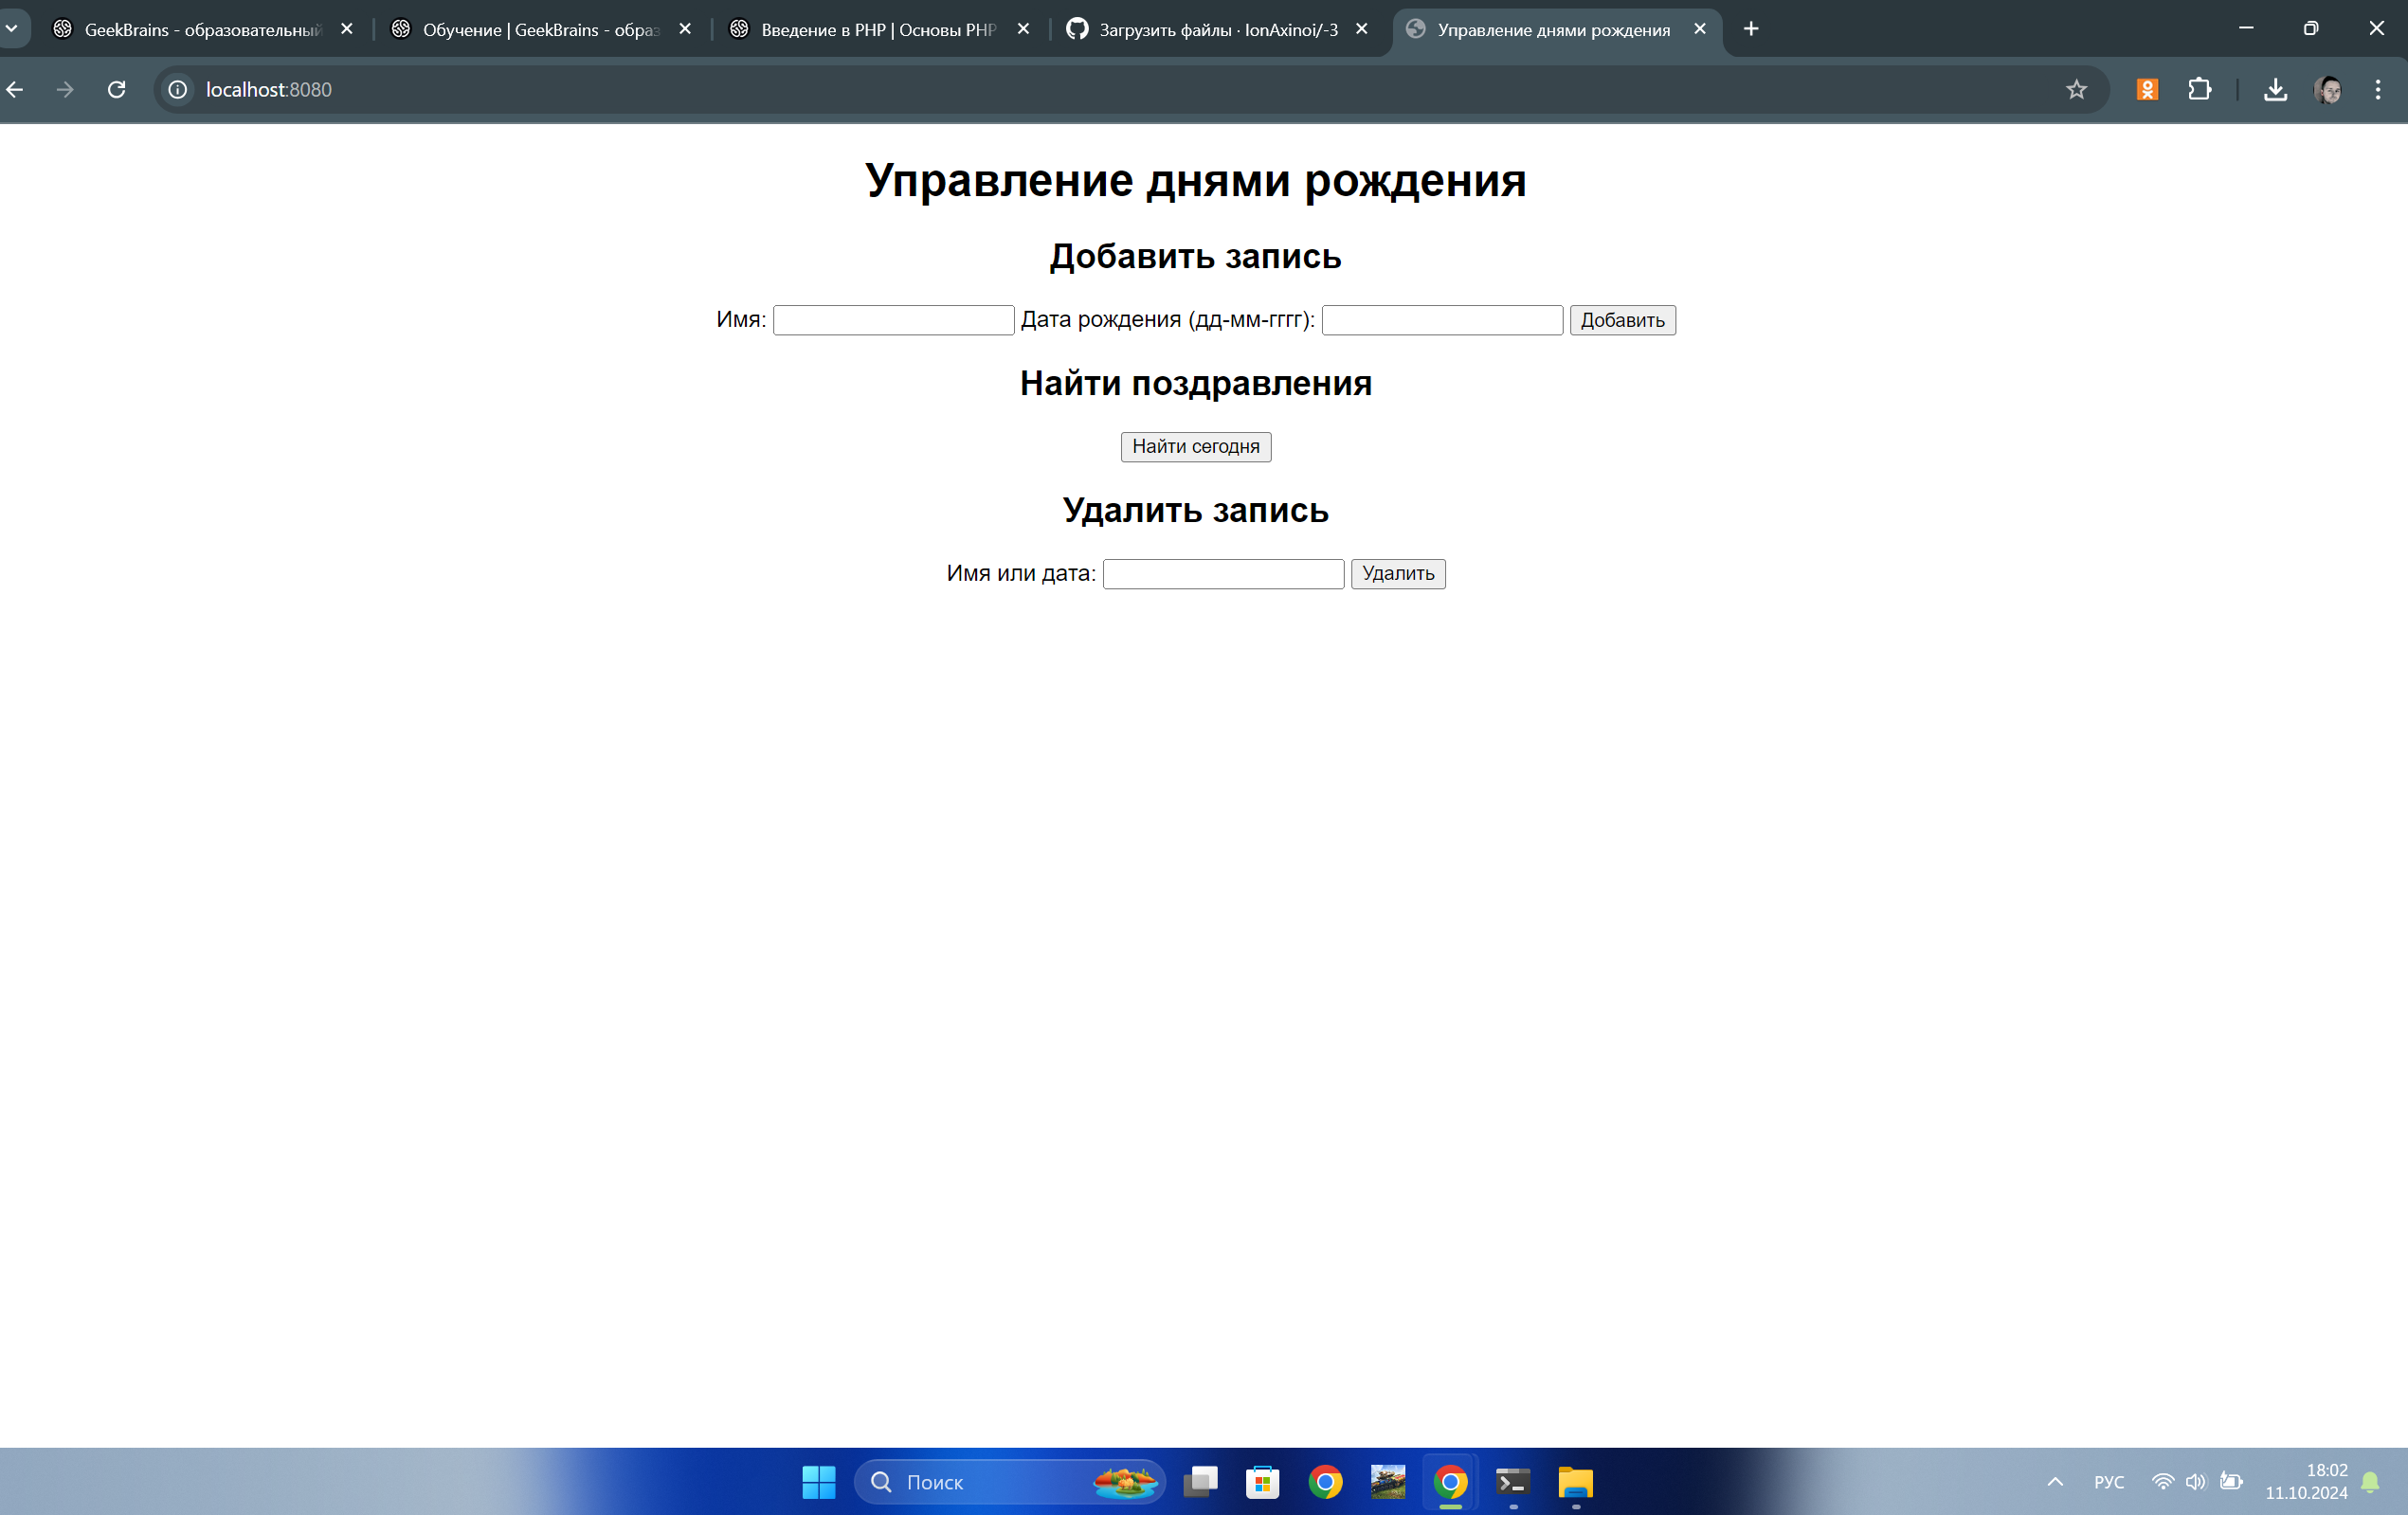 GeekBrains - образовательный
Обучение | GeekBrains - образ
Введение в PHP | Основы PHP
Загрузить файлы · IonAxinoi/-3
Управление днями рождения
localhost:8080
Управление днями рождения
Добавить запись
Имя: Дата рождения (дд-мм-гггг): Добавить
Найти поздравления
Найти сегодня
Удалить запись
Имя или дата: Удалить
Поиск
РУС
18:02
11.10.2024